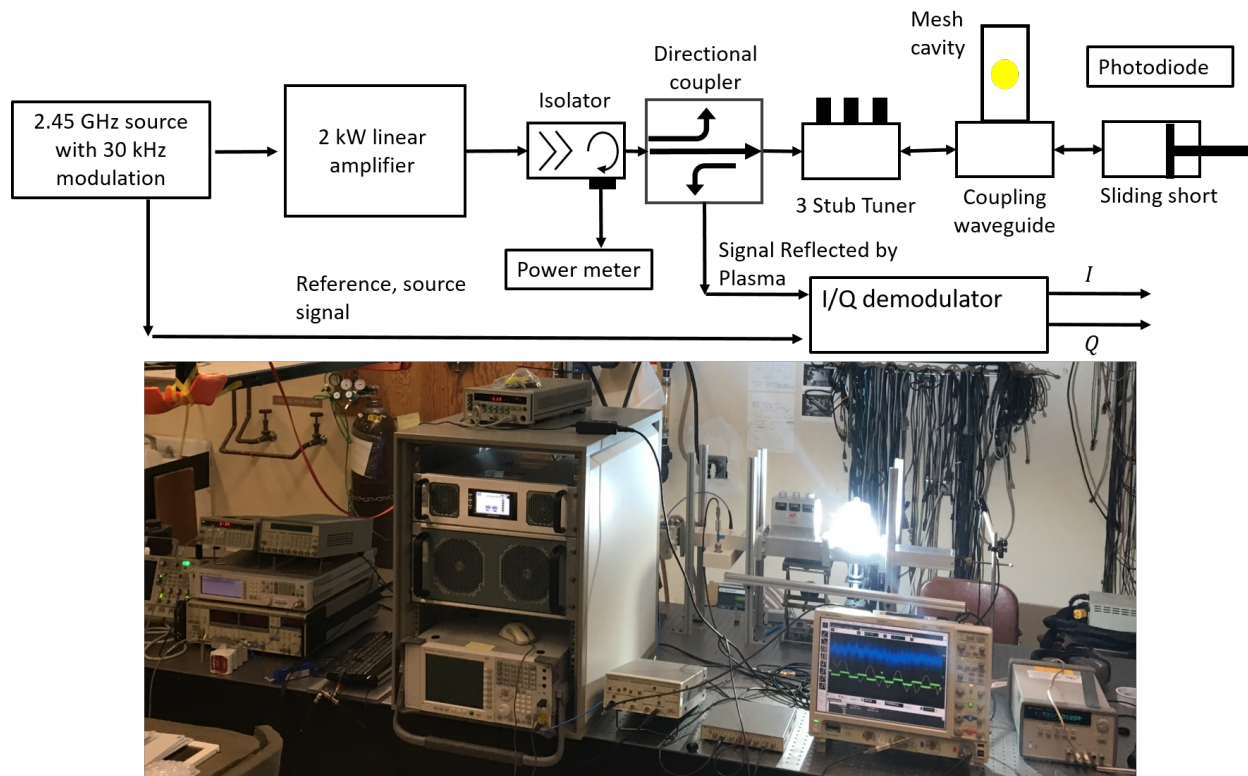 Mesh
cavity
Directional
coupler
Photodiode
Isolator
2.45 GHz source
with 30 kHz
modulation
2 kW linear
amplifier
3 Stub Tuner
Coupling
waveguide
Sliding short
Power meter
Signal Reflected by
Plasma
Reference, source
signal
I/Q demodulator
I
Q